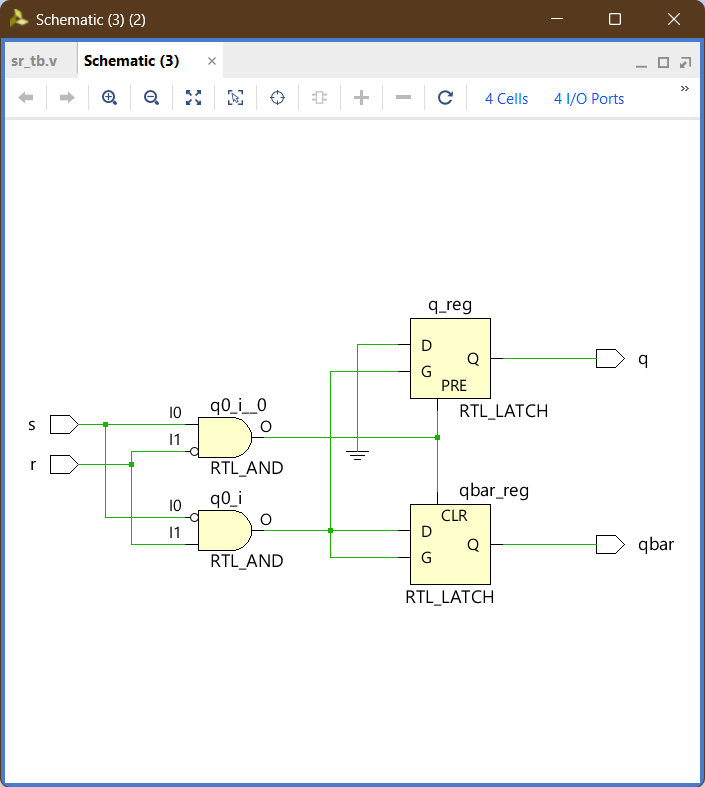 Schematic (3) (2)
sr_tb.v
Schematic (3) ×
4 Cells
4 I/O Ports
»
q_reg
D
Q
q
G
PRE
RTL_LATCH
q0_i__0
s
I0
O
I1
r
RTL_AND
q0_i
qbar_reg
I0
CLR
O
D
I1
Q
qbar
G
RTL_AND
RTL_LATCH